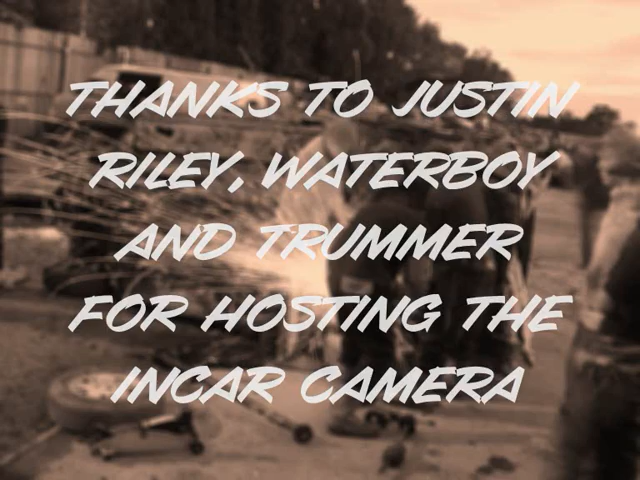 THANKS TO JUSTIN
RILEY, WATERBOY
AND TRUMMER
FOR HOSTING THE
INCAR CAMERA